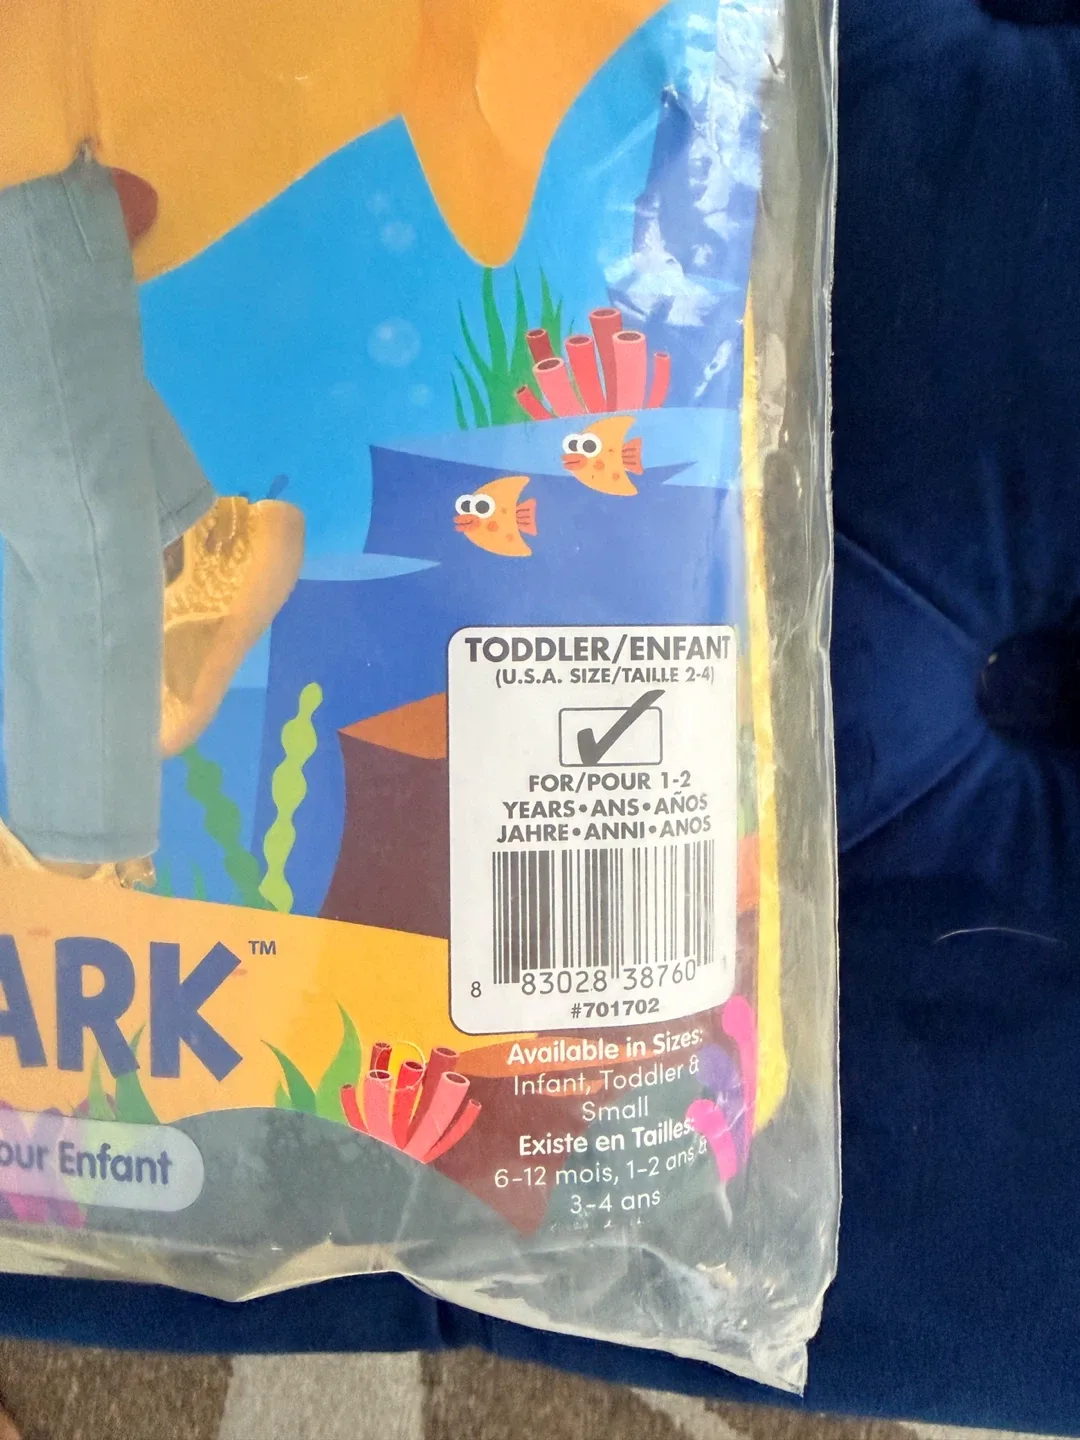 TODDLER/ENFANT
(U.S.A. SIZE/TAILLE 2-4)
FOR/POUR 1-2
YEARS•ANS•AÑOS
JAHRE•ANNI•ANOS
8 83028 38760 1
#701702
ARK™
Available in Sizes:
Infant, Toddler &
Small
Existe en Tailles:
6-12 mois, 1-2 ans &
3-4 ans
our Enfant